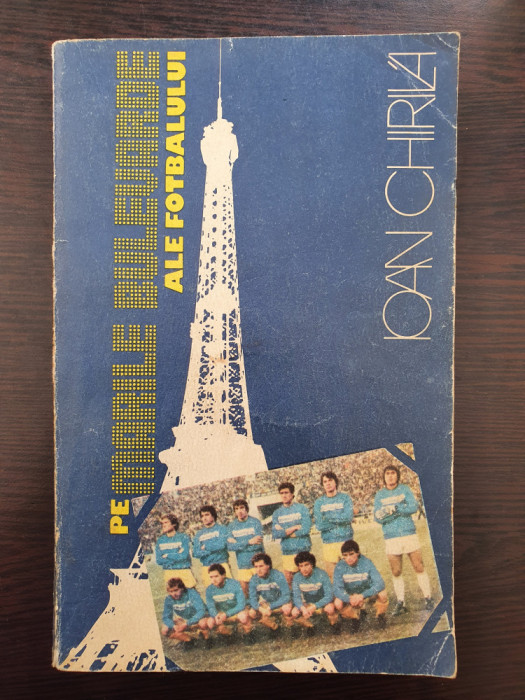 PE MARILE BULEVARDE
ALE FOTBALULUI
IOAN CHIRILĂ